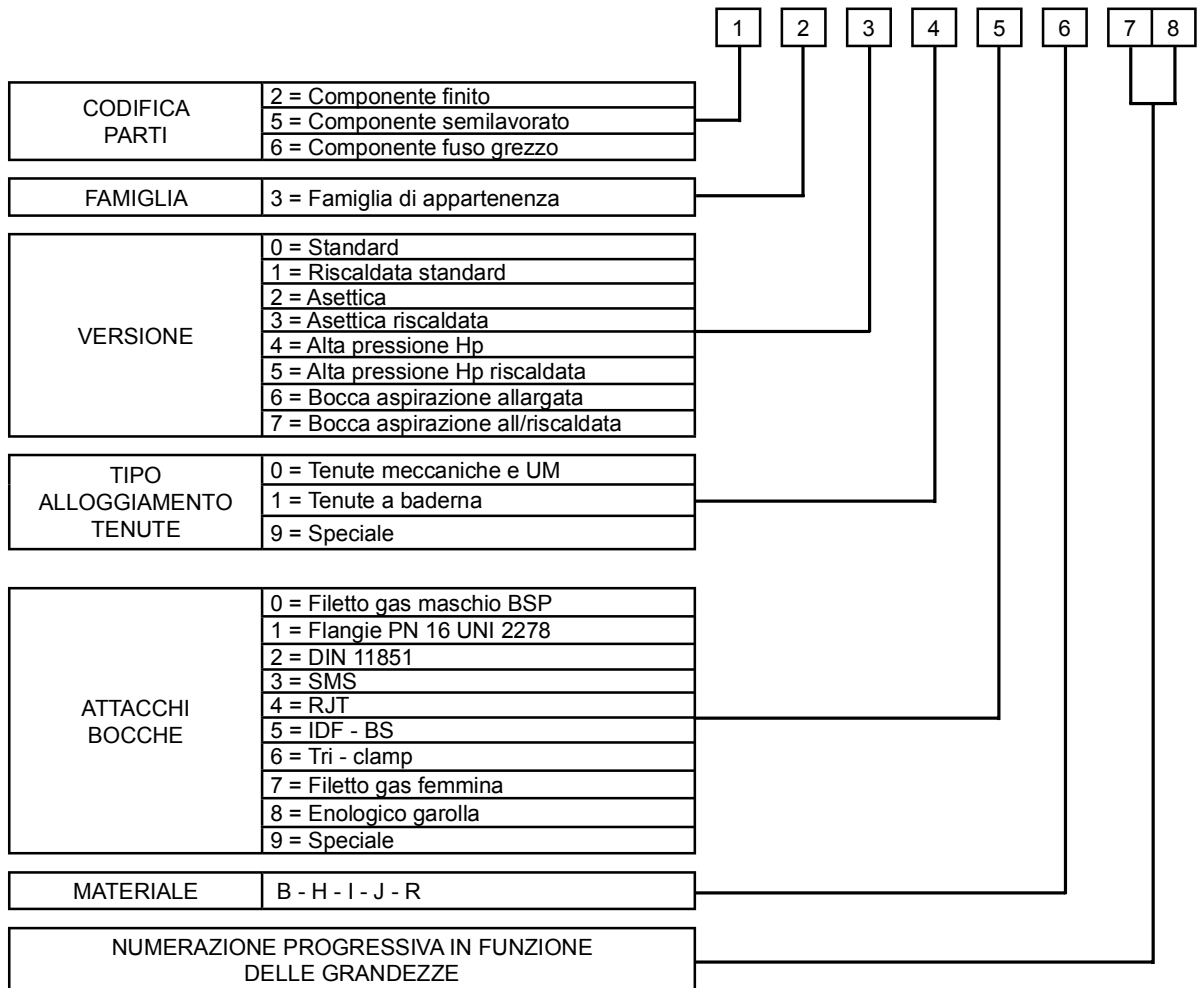 1 2 3 4 5 6 7 8
CODIFICA
PARTI
2 = Componente finito
5 = Componente semilavorato
6 = Componente fuso grezzo
FAMIGLIA
3 = Famiglia di appartenenza
VERSIONE
0 = Standard
1 = Riscaldata standard
2 = Asettica
3 = Asettica riscaldata
4 = Alta pressione Hp
5 = Alta pressione Hp riscaldata
6 = Bocca aspirazione allargata
7 = Bocca aspirazione all/riscaldata
TIPO
ALLOGGIAMENTO
TENUTE
0 = Tenute meccaniche e UM
1 = Tenute a baderna
9 = Speciale
ATTACCHI
BOCCHE
0 = Filetto gas maschio BSP
1 = Flangie PN 16 UNI 2278
2 = DIN 11851
3 = SMS
4 = RJT
5 = IDF - BS
6 = Tri - clamp
7 = Filetto gas femmina
8 = Enologico garolla
9 = Speciale
MATERIALE
B - H - I - J - R
NUMERAZIONE PROGRESSIVA IN FUNZIONE
DELLE GRANDEZZE